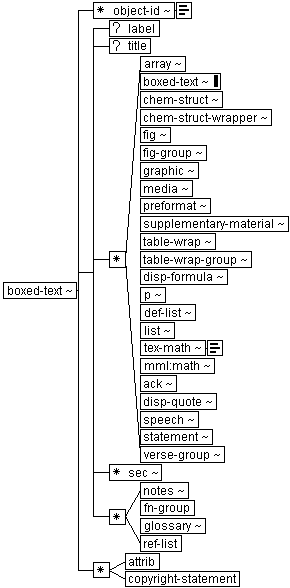 * object-id ~
? label
? title
array ~
boxed-text ~
chem-struct ~
chem-struct-wrapper ~
fig ~
fig-group ~
graphic ~
media ~
preformat ~
supplementary-material ~
table-wrap ~
* table-wrap-group ~
disp-formula ~
boxed-text ~
p ~
def-list ~
list ~
tex-math ~
mml:math ~
ack ~
disp-quote ~
speech ~
statement ~
verse-group ~
* sec ~
notes ~
* fn-group
glossary ~
ref-list
* attrib
copyright-statement